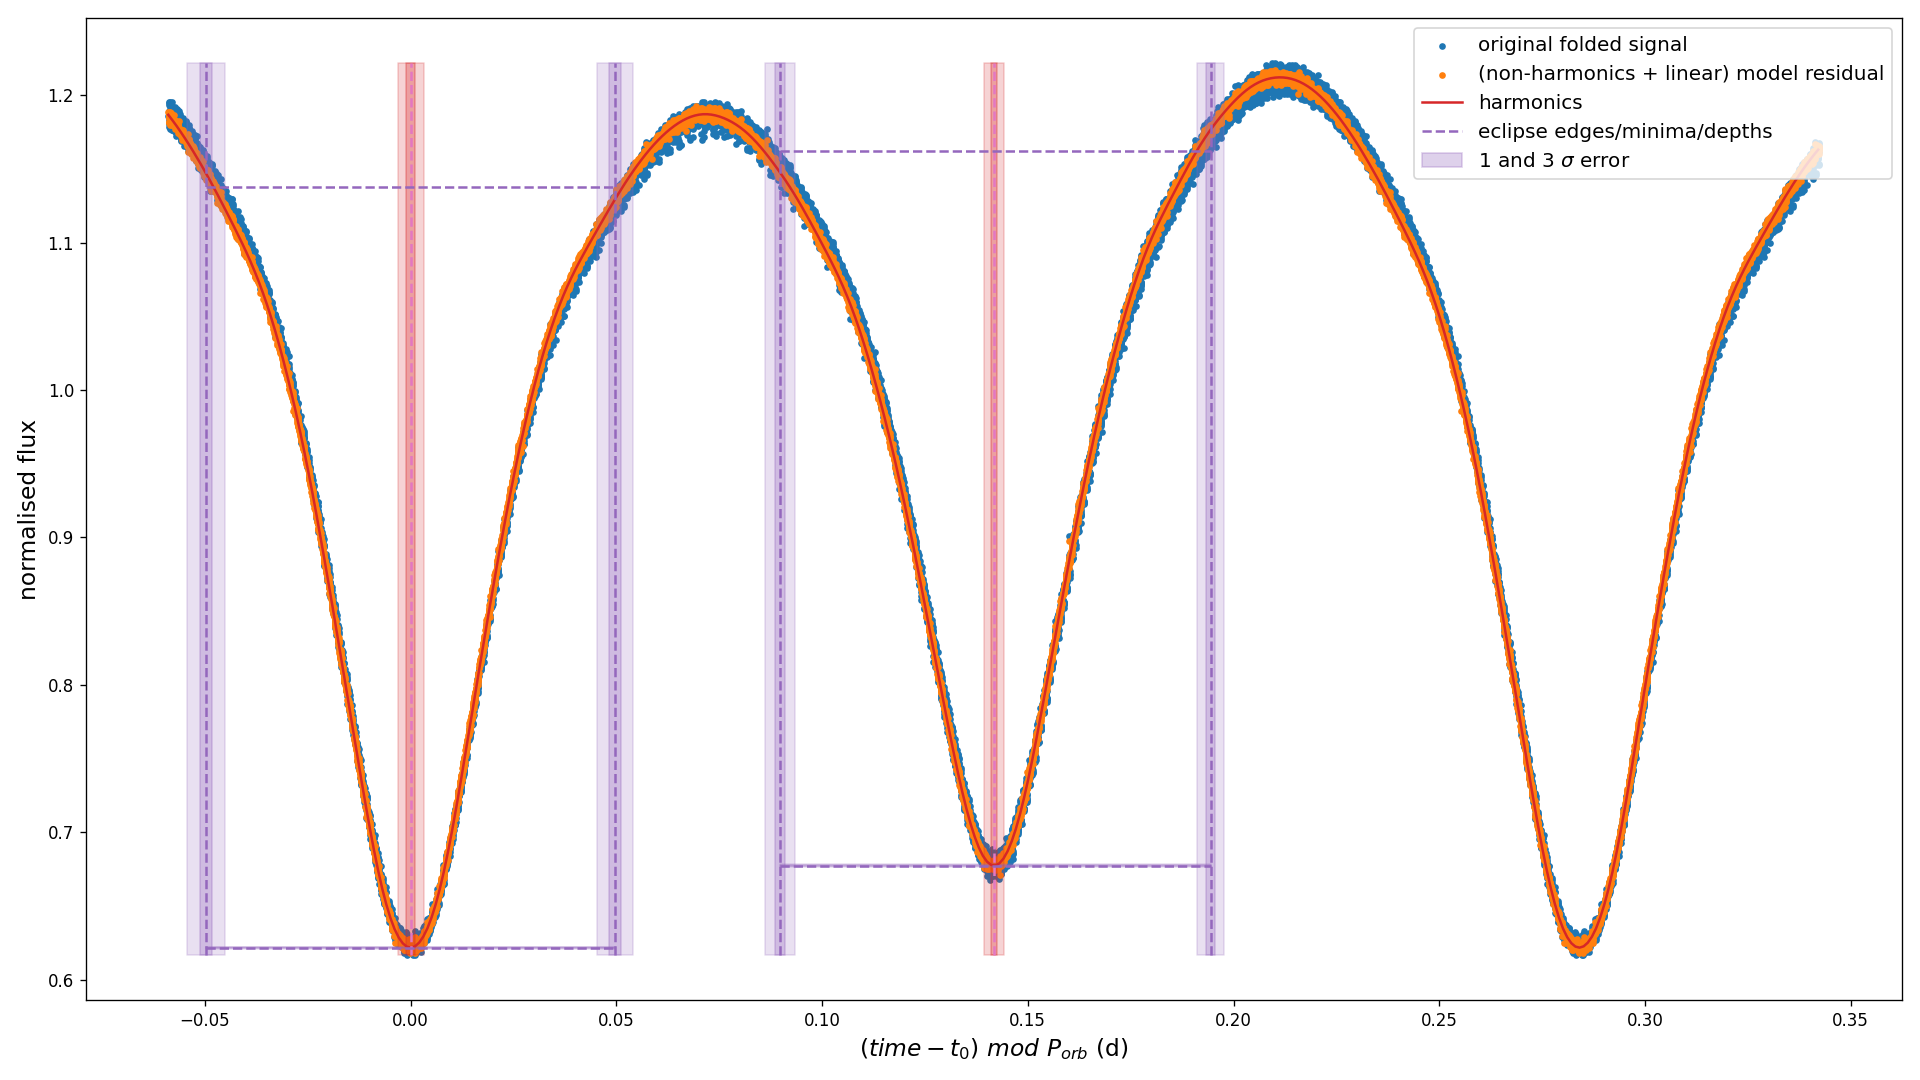 original folded signal
(non-harmonics + linear) model residual
harmonics
eclipse edges/minima/depths
1 and 3 σ error
normalised flux
1.2
1.1
1.0
0.9
0.8
0.7
0.6
−0.05
0.00
0.05
0.10
0.15
0.20
0.25
0.30
0.35
(time − t₀) mod Pₒᵣb (d)